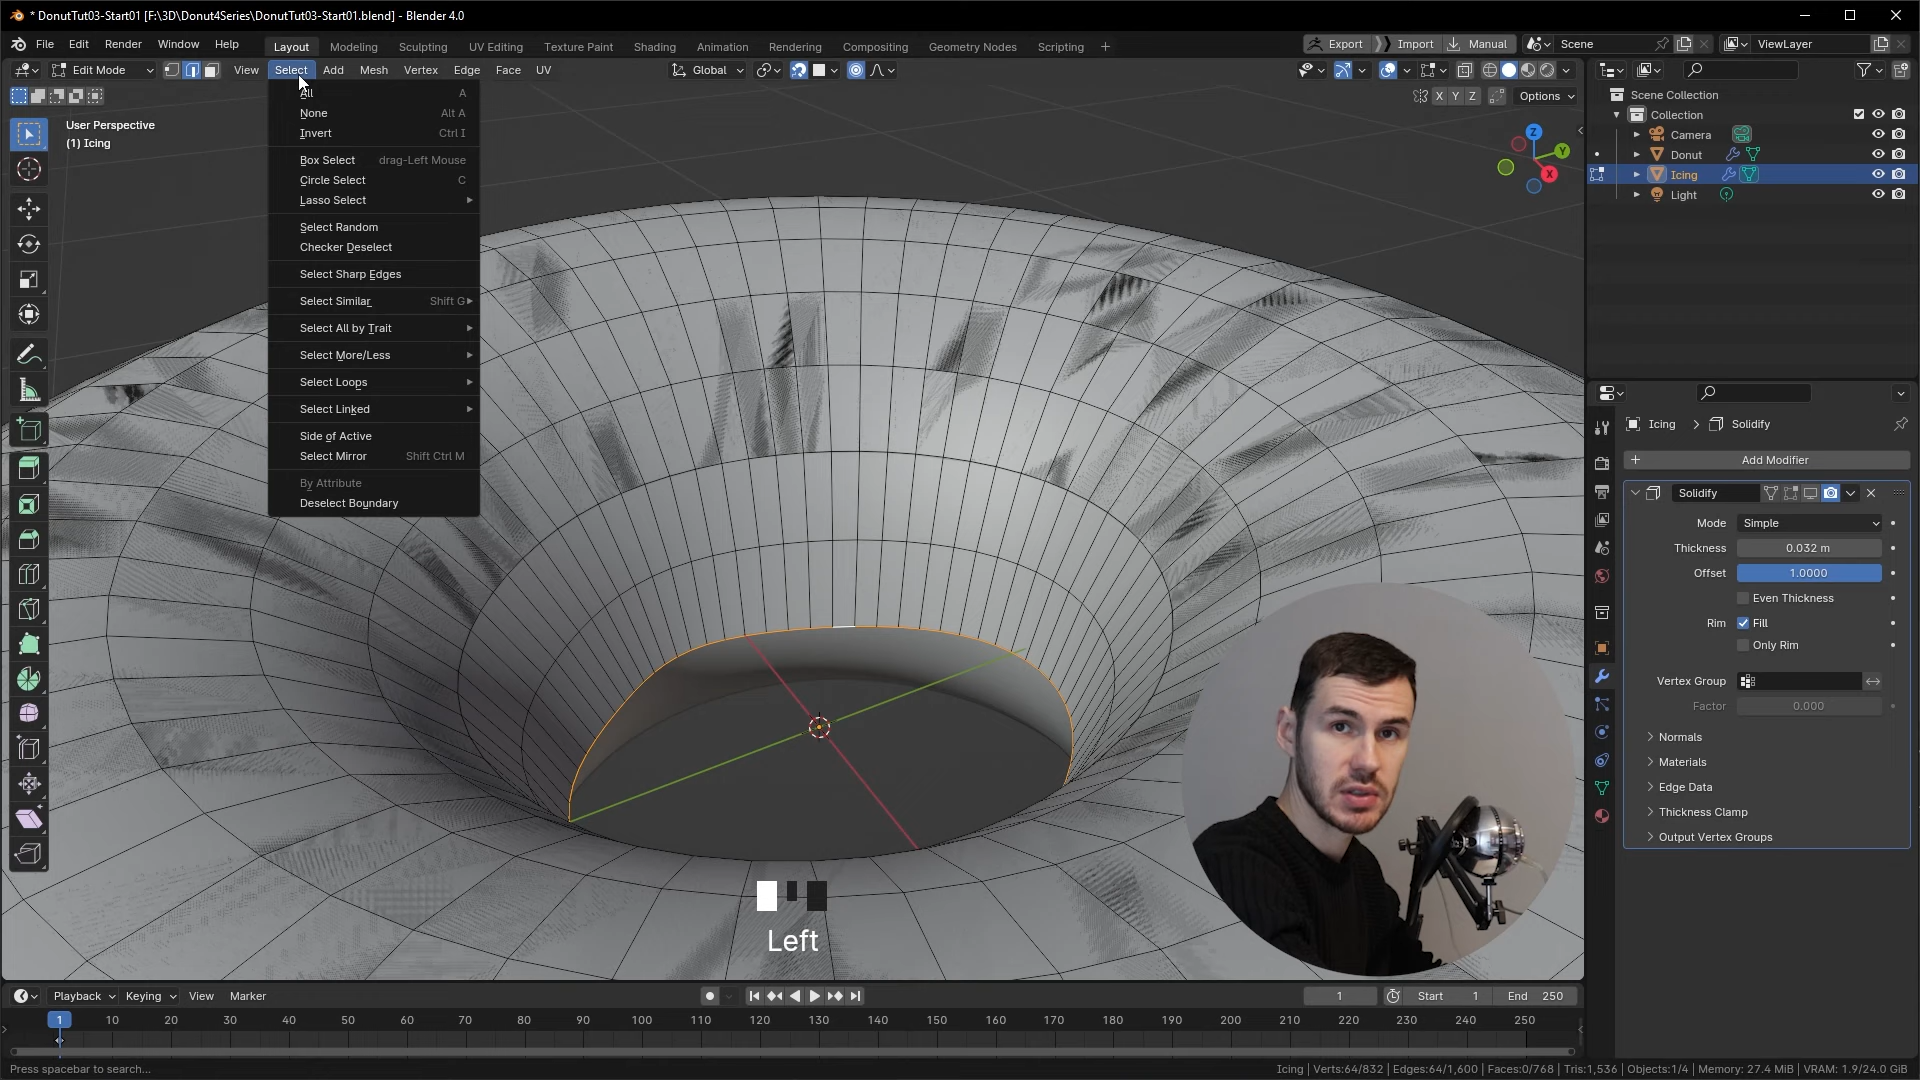 * DonutTut03-Start01 [F:\3D\Donut4Series\DonutTut03-Start01.blend] - Blender 4.0
File Edit Render Window Help Layout Modeling Sculpting UV Editing Texture Paint Shading Animation Rendering Compositing Geometry Nodes Scripting + Export Import Manual Scene ViewLayer
Edit Mode View Select Add Mesh Vertex Edge Face UV Global
X Y Z Options
User Perspective
(1) Icing
All A
None Alt A
Invert Ctrl I
Box Select drag-Left Mouse
Circle Select C
Lasso Select
Select Random
Checker Deselect
Select Sharp Edges
Select Similar Shift G
Select All by Trait
Select More/Less
Select Loops
Select Linked
Side of Active
Select Mirror Shift Ctrl M
By Attribute
Deselect Boundary
Z
Y
X
Left
Scene Collection
Collection
Camera
Donut
Icing
Light
Icing > Solidify
+ Add Modifier
Solidify
Mode Simple
Thickness 0.032 m
Offset 1.0000
Even Thickness
Rim Fill
Only Rim
Vertex Group
Factor 0.000
Normals
Materials
Edge Data
Thickness Clamp
Output Vertex Groups
Playback Keying View Marker 1 Start 1 End 250
1 10 20 30 40 50 60 70 80 90 100 110 120 130 140 150 160 170 180 190 200 210 220 230 240 250
Press spacebar to search... Icing | Verts:64/832 | Edges:64/1,600 | Faces:0/768 | Tris:1,536 | Objects:1/4 | Memory: 27.4 MiB | VRAM: 1.9/24.0 GiB